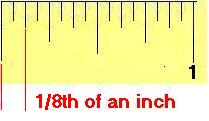 1
1/8th of an inch